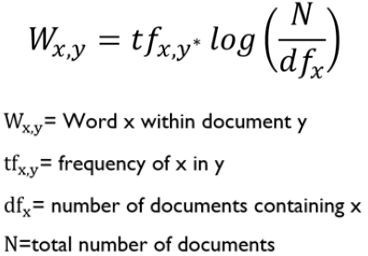 W_{x,y} = tf_{x,y}* log(N/df_x)
W_{x,y}= Word x within document y
tf_{x,y}= frequency of x in y
df_x= number of documents containing x
N=total number of documents